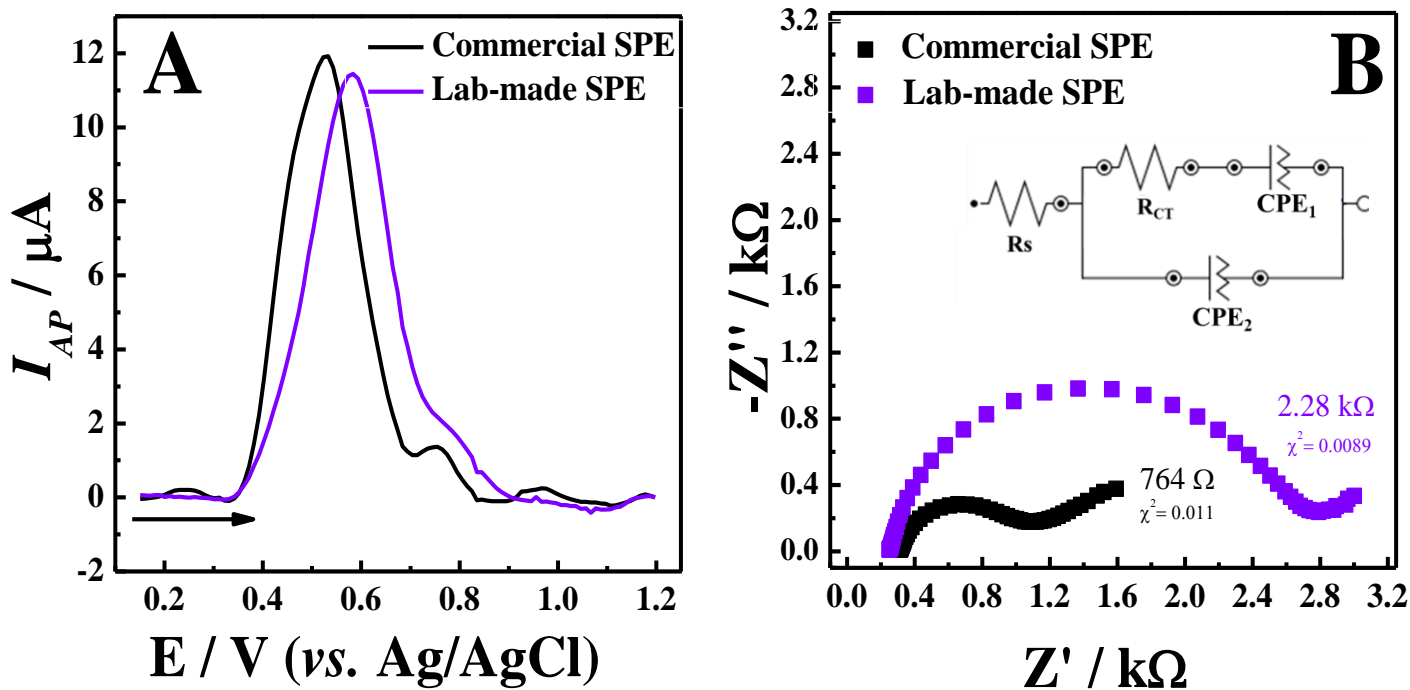 A
Commercial SPE
Lab-made SPE
12
10
8
6
4
2
0
-2
0.2 0.4 0.6 0.8 1.0 1.2
I_AP / μA
E / V (vs. Ag/AgCl)
B
Commercial SPE
Lab-made SPE
3.2
2.8
2.4
2.0
1.6
1.2
0.8
0.4
0.0
Rs
R_CT
CPE₁
CPE₂
2.28 kΩ
χ²= 0.0089
764 Ω
χ²= 0.011
0.0 0.4 0.8 1.2 1.6 2.0 2.4 2.8 3.2
-Z'' / kΩ
Z' / kΩ